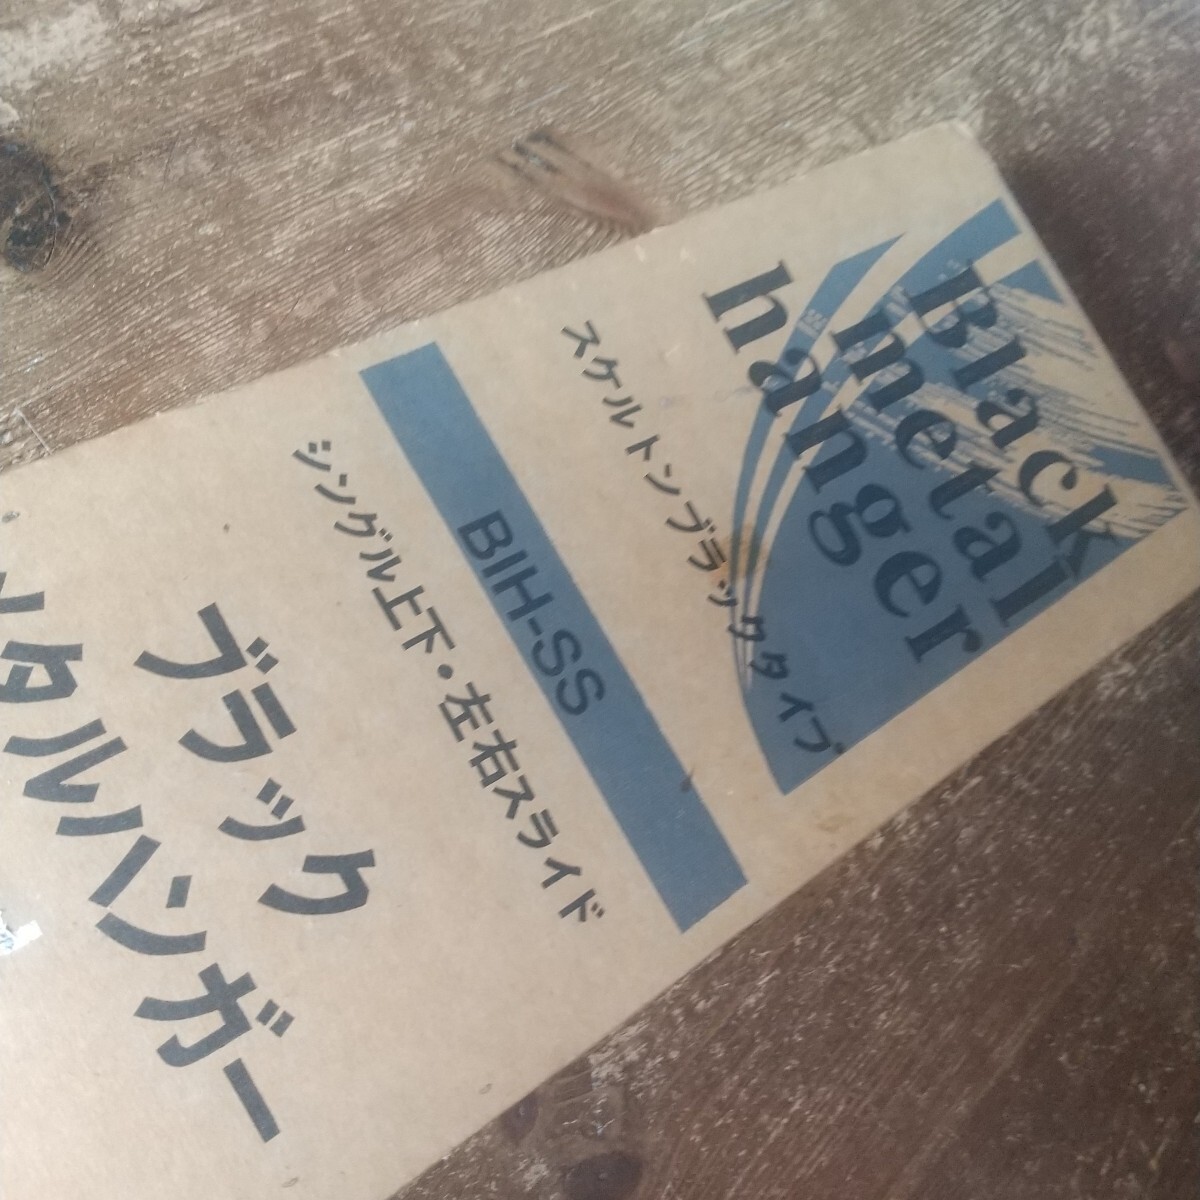 Black
metal
hanger
スケルトンブラックタイプ
BIH-SS
シングル上下・左右スライド
ブラック
メタルハンガー